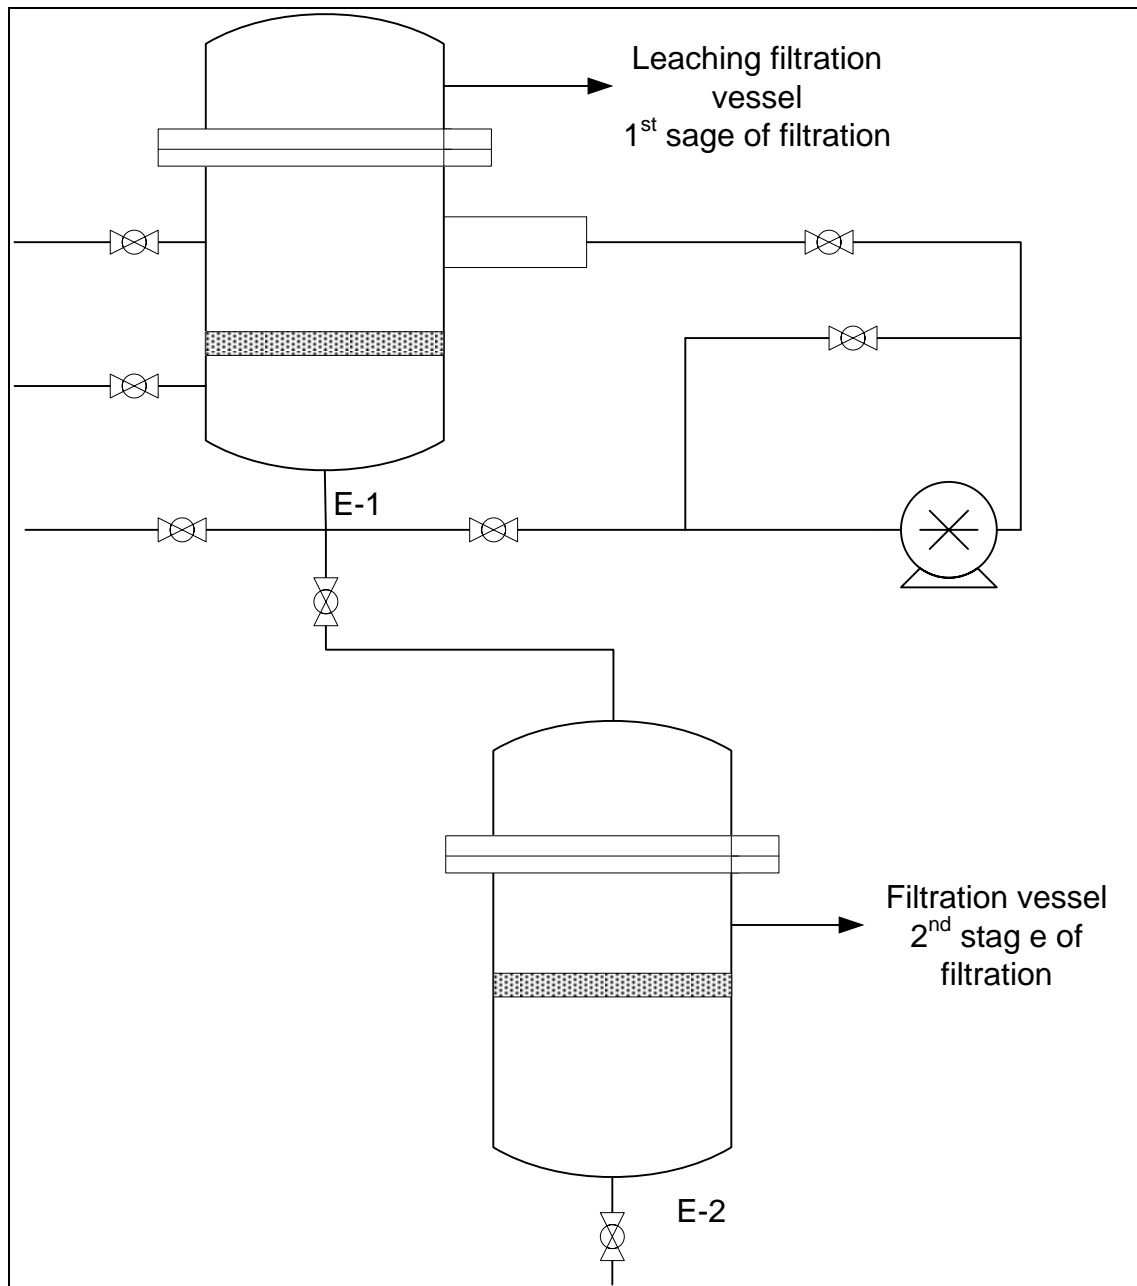 Leaching filtration
vessel
1st sage of filtration
E-1
Filtration vessel
2nd stag e of
filtration
E-2